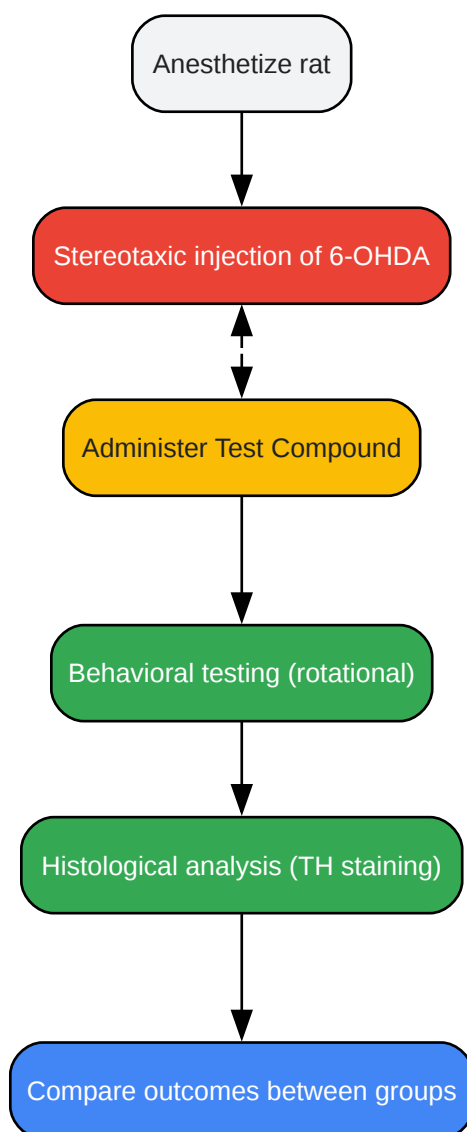 Anesthetize rat
Stereotaxic injection of 6-OHDA
Administer Test Compound
Behavioral testing (rotational)
Histological analysis (TH staining)
Compare outcomes between groups